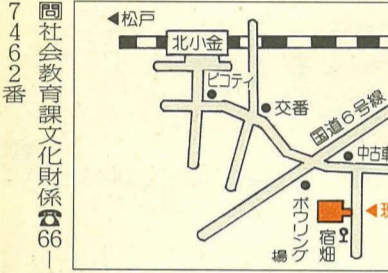 ◀松戸
北小金
ピコティ
交番
国道6号線
中古車
ボウリング
場
宿畑
◀現
問社会教育課文化財係☎66―
7462番